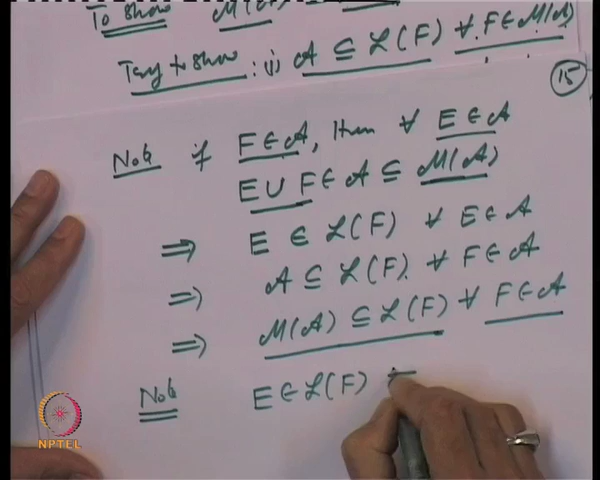 To show M(A)
Try to show : (i) A ⊆ L(F) ∀ F ∈ M(A)
15
Note if F ∈ A, then ∀ E ∈ A
E ∪ F ∈ A ⊆ M(A)
⇒ E ∈ L(F) ∀ E ∈ A
⇒ A ⊆ L(F). ∀ F ∈ A
⇒ M(A) ⊆ L(F) ∀ F ∈ A
Note E ∈ L(F)
NPTEL